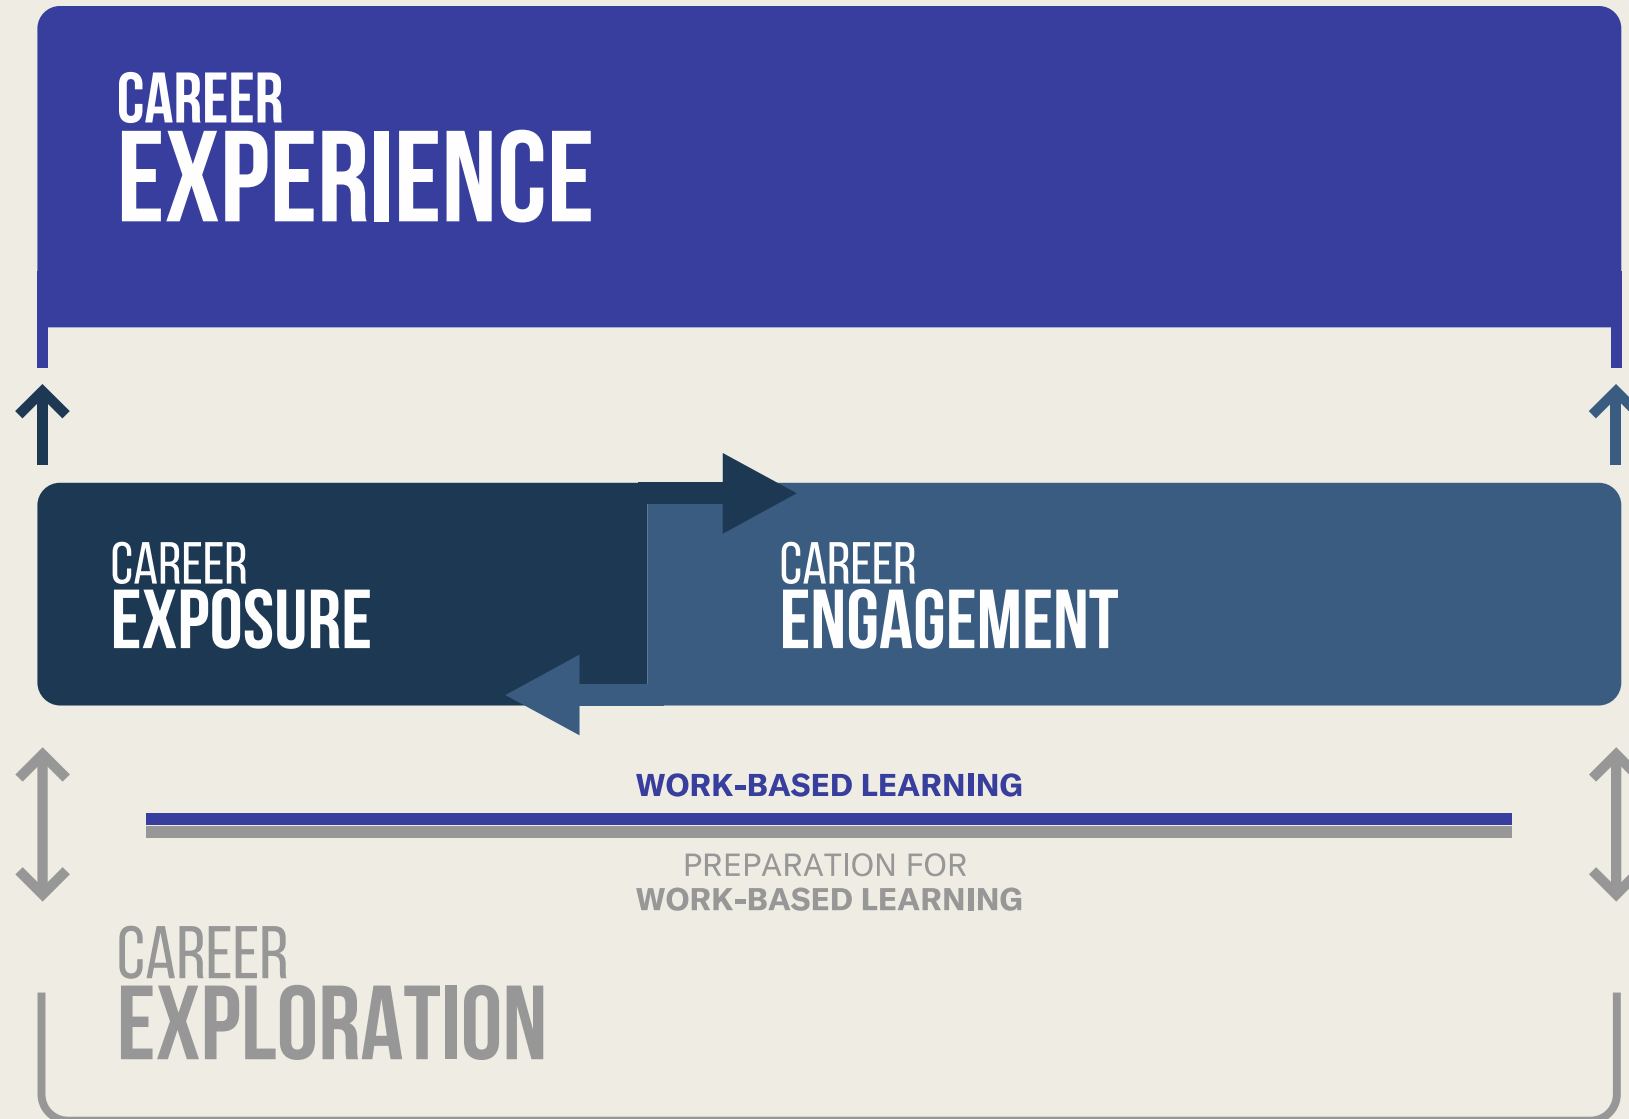 CAREER
EXPERIENCE
CAREER
EXPOSURE
CAREER
ENGAGEMENT
WORK-BASED LEARNING
PREPARATION FOR
WORK-BASED LEARNING
CAREER
EXPLORATION